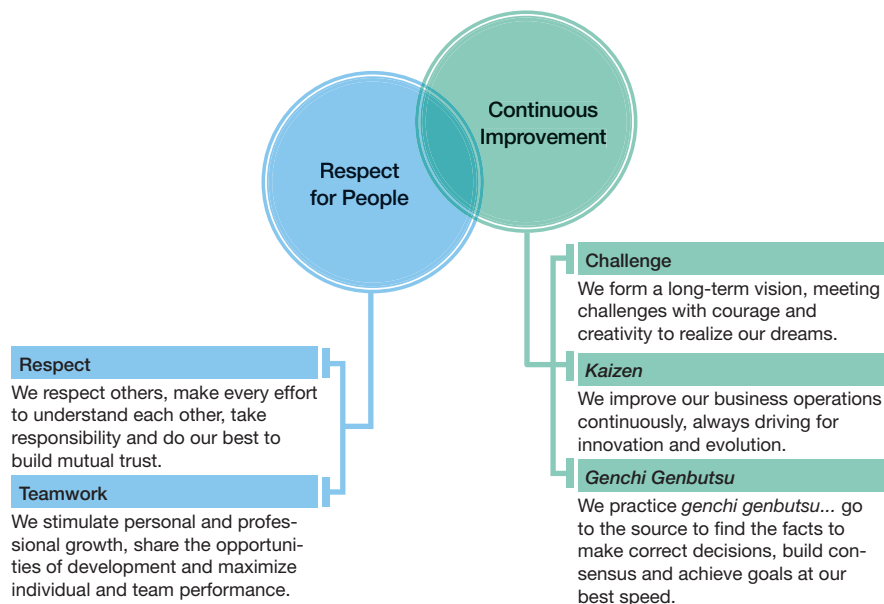 Continuous
Improvement
Respect
for People
Challenge
We form a long-term vision, meeting
challenges with courage and
creativity to realize our dreams.
Respect
We respect others, make every effort
to understand each other, take
responsibility and do our best to
build mutual trust.
Kaizen
We improve our business operations
continuously, always driving for
innovation and evolution.
Teamwork
We stimulate personal and profes-
sional growth, share the opportuni-
ties of development and maximize
individual and team performance.
Genchi Genbutsu
We practice genchi genbutsu... go
to the source to find the facts to
make correct decisions, build con-
sensus and achieve goals at our
best speed.